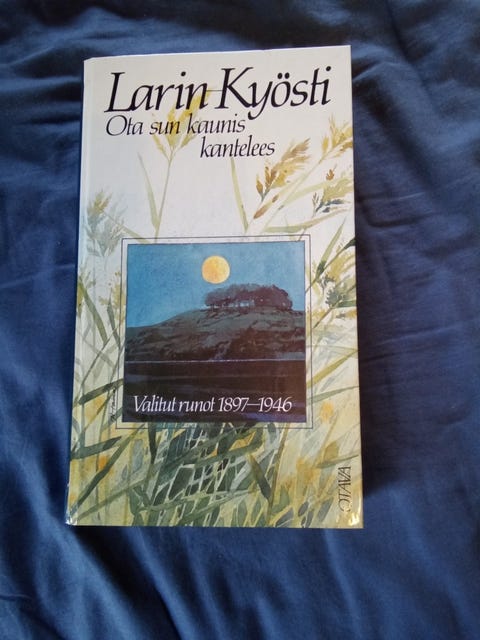 Larin-Kyösti
Ota sun kaunis
kantelees
Valitut runot 1897–1946
OTAVA